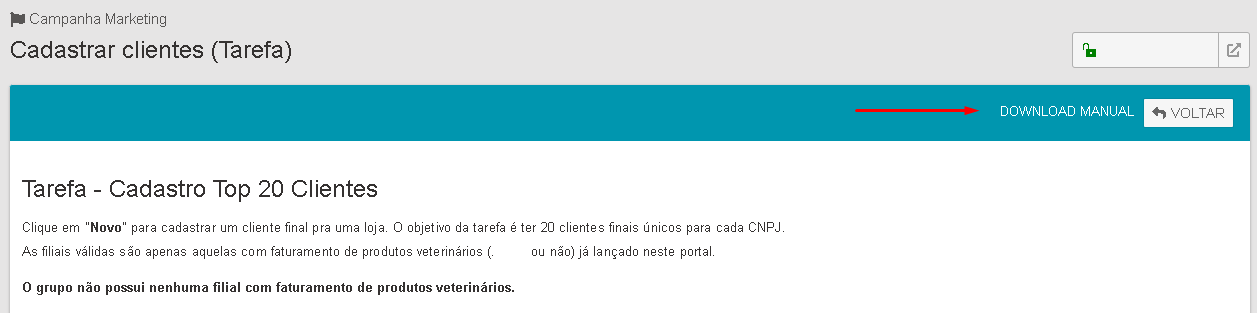 Campanha Marketing
Cadastrar clientes (Tarefa)
DOWNLOAD MANUAL
VOLTAR
Tarefa - Cadastro Top 20 Clientes
Clique em "Novo" para cadastrar um cliente final pra uma loja. O objetivo da tarefa é ter 20 clientes finais únicos para cada CNPJ.
As filiais válidas são apenas aquelas com faturamento de produtos veterinários (. ou não) já lançado neste portal.
O grupo não possui nenhuma filial com faturamento de produtos veterinários.